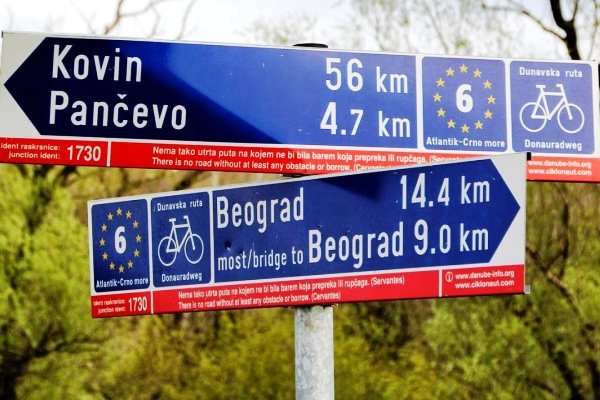 Kovin 56 km
Pančevo 4.7 km
6
Atlantik-Crno more
Dunavska ruta
Donauradweg
ident raskrsnice:
junction ident: 1730
Nema tako utrta puta na kojem ne bi bila barem koja prepreka ili rupčaga. (Servantes)
There is no road without at least any obstacle or borrow. (Cervantes)
www.danube-info.org
www.ciklonaut.com
6
Atlantik-Crno more
Dunavska ruta
Donauradweg
Beograd 14.4 km
most/bridge to Beograd 9.0 km
ident raskrsnice:
junction ident: 1730
Nema tako utrta puta na kojem ne bi bila barem koja prepreka ili rupčaga. (Servantes)
There is no road without at least any obstacle or borrow. (Cervantes)
www.danube-info.org
www.ciklonaut.com